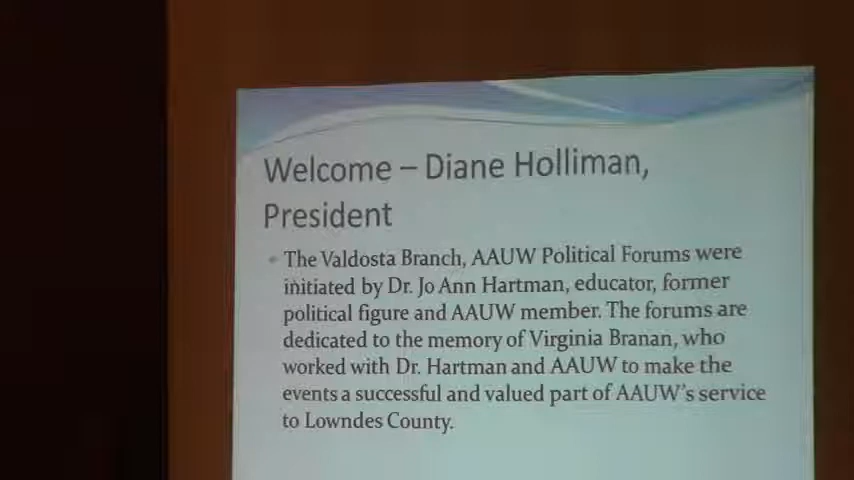 Welcome – Diane Holliman,
President
The Valdosta Branch, AAUW Political Forums were
initiated by Dr. Jo Ann Hartman, educator, former
political figure and AAUW member. The forums are
dedicated to the memory of Virginia Branan, who
worked with Dr. Hartman and AAUW to make the
events a successful and valued part of AAUW's service
to Lowndes County.